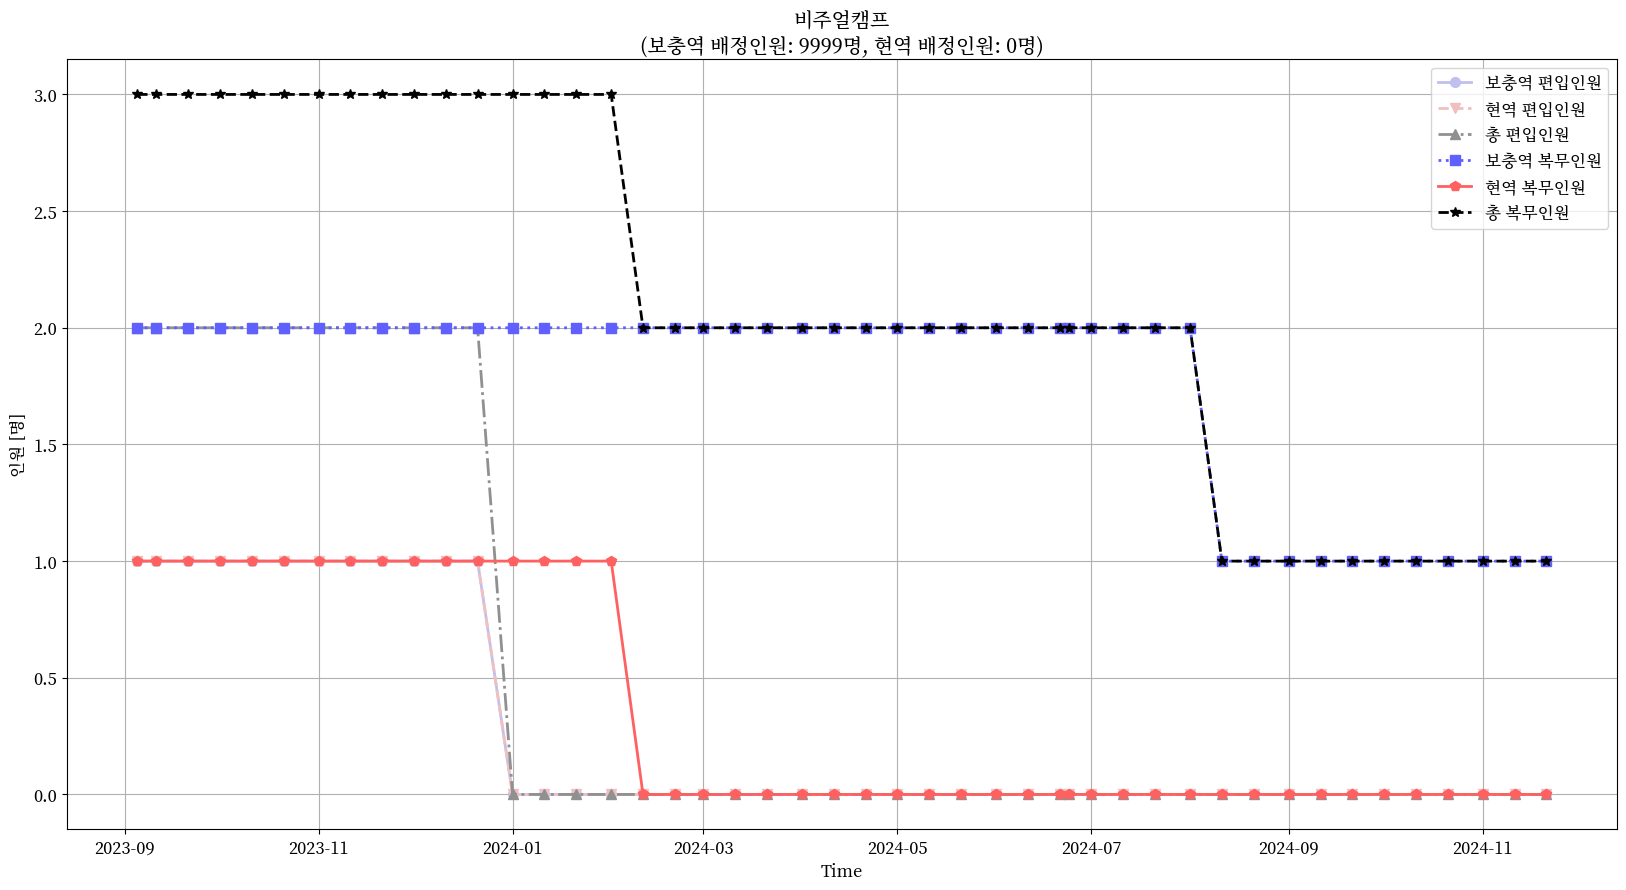 비주얼캠프
(보충역 배정인원: 9999명, 현역 배정인원: 0명)
보충역 편입인원
현역 편입인원
총 편입인원
보충역 복무인원
현역 복무인원
총 복무인원
인원 [명]
3.0
2.5
2.0
1.5
1.0
0.5
0.0
2023-09 2023-11 2024-01 2024-03 2024-05 2024-07 2024-09 2024-11
Time